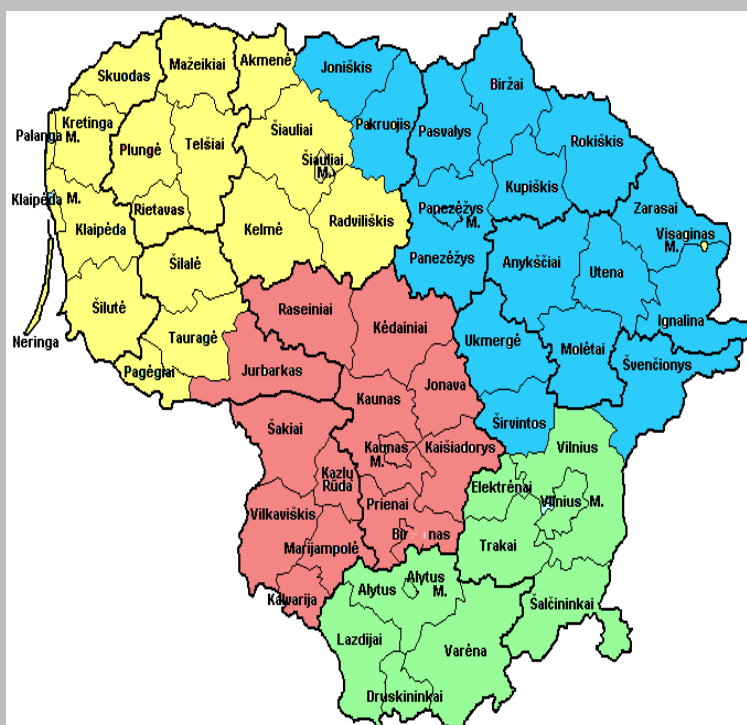 Skuodas
Mažeikiai
Akmenė
Joniškis
Biržai
Kretinga
Palanga M.
Plungė
Telšiai
Šiauliai
Pakruojis
Pasvalys
Rokiškis
Šiauliai
M.
Kupiškis
Klaipėda M.
Rietavas
Papezėžys
M.
Zarasai
Klaipėda
Kelmė
Radviliškis
Visaginas
M.
Panezėžys
Anykščiai
Utena
Šilalė
Šilutė
Raseiniai
Kėdainiai
Ignalina
Neringa
Tauragė
Ukmergė
Molėtai
Švenčionys
Pagėgiai
Jurbarkas
Kaunas
Jonava
Šakiai
Širvintos
Vilnius
Kaunas
M.
Kaišiadorys
Kazlų
Rūda
Elektrėnai
Vilnius M.
Vilkaviškis
Prienai
Marijampolė
nas
Trakai
Kalvarija
Alytus
Alytus
M.
Šalčininkai
Lazdijai
Varėna
Druskininkai